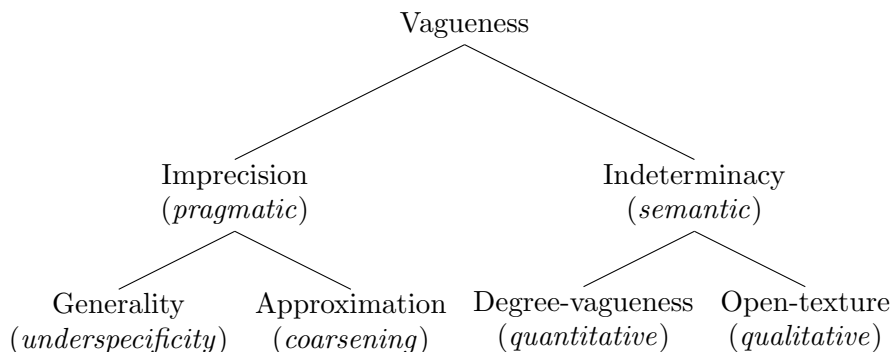 Vagueness
Imprecision
(pragmatic)
Indeterminacy
(semantic)
Generality
(underspecificity)
Approximation
(coarsening)
Degree-vagueness
(quantitative)
Open-texture
(qualitative)